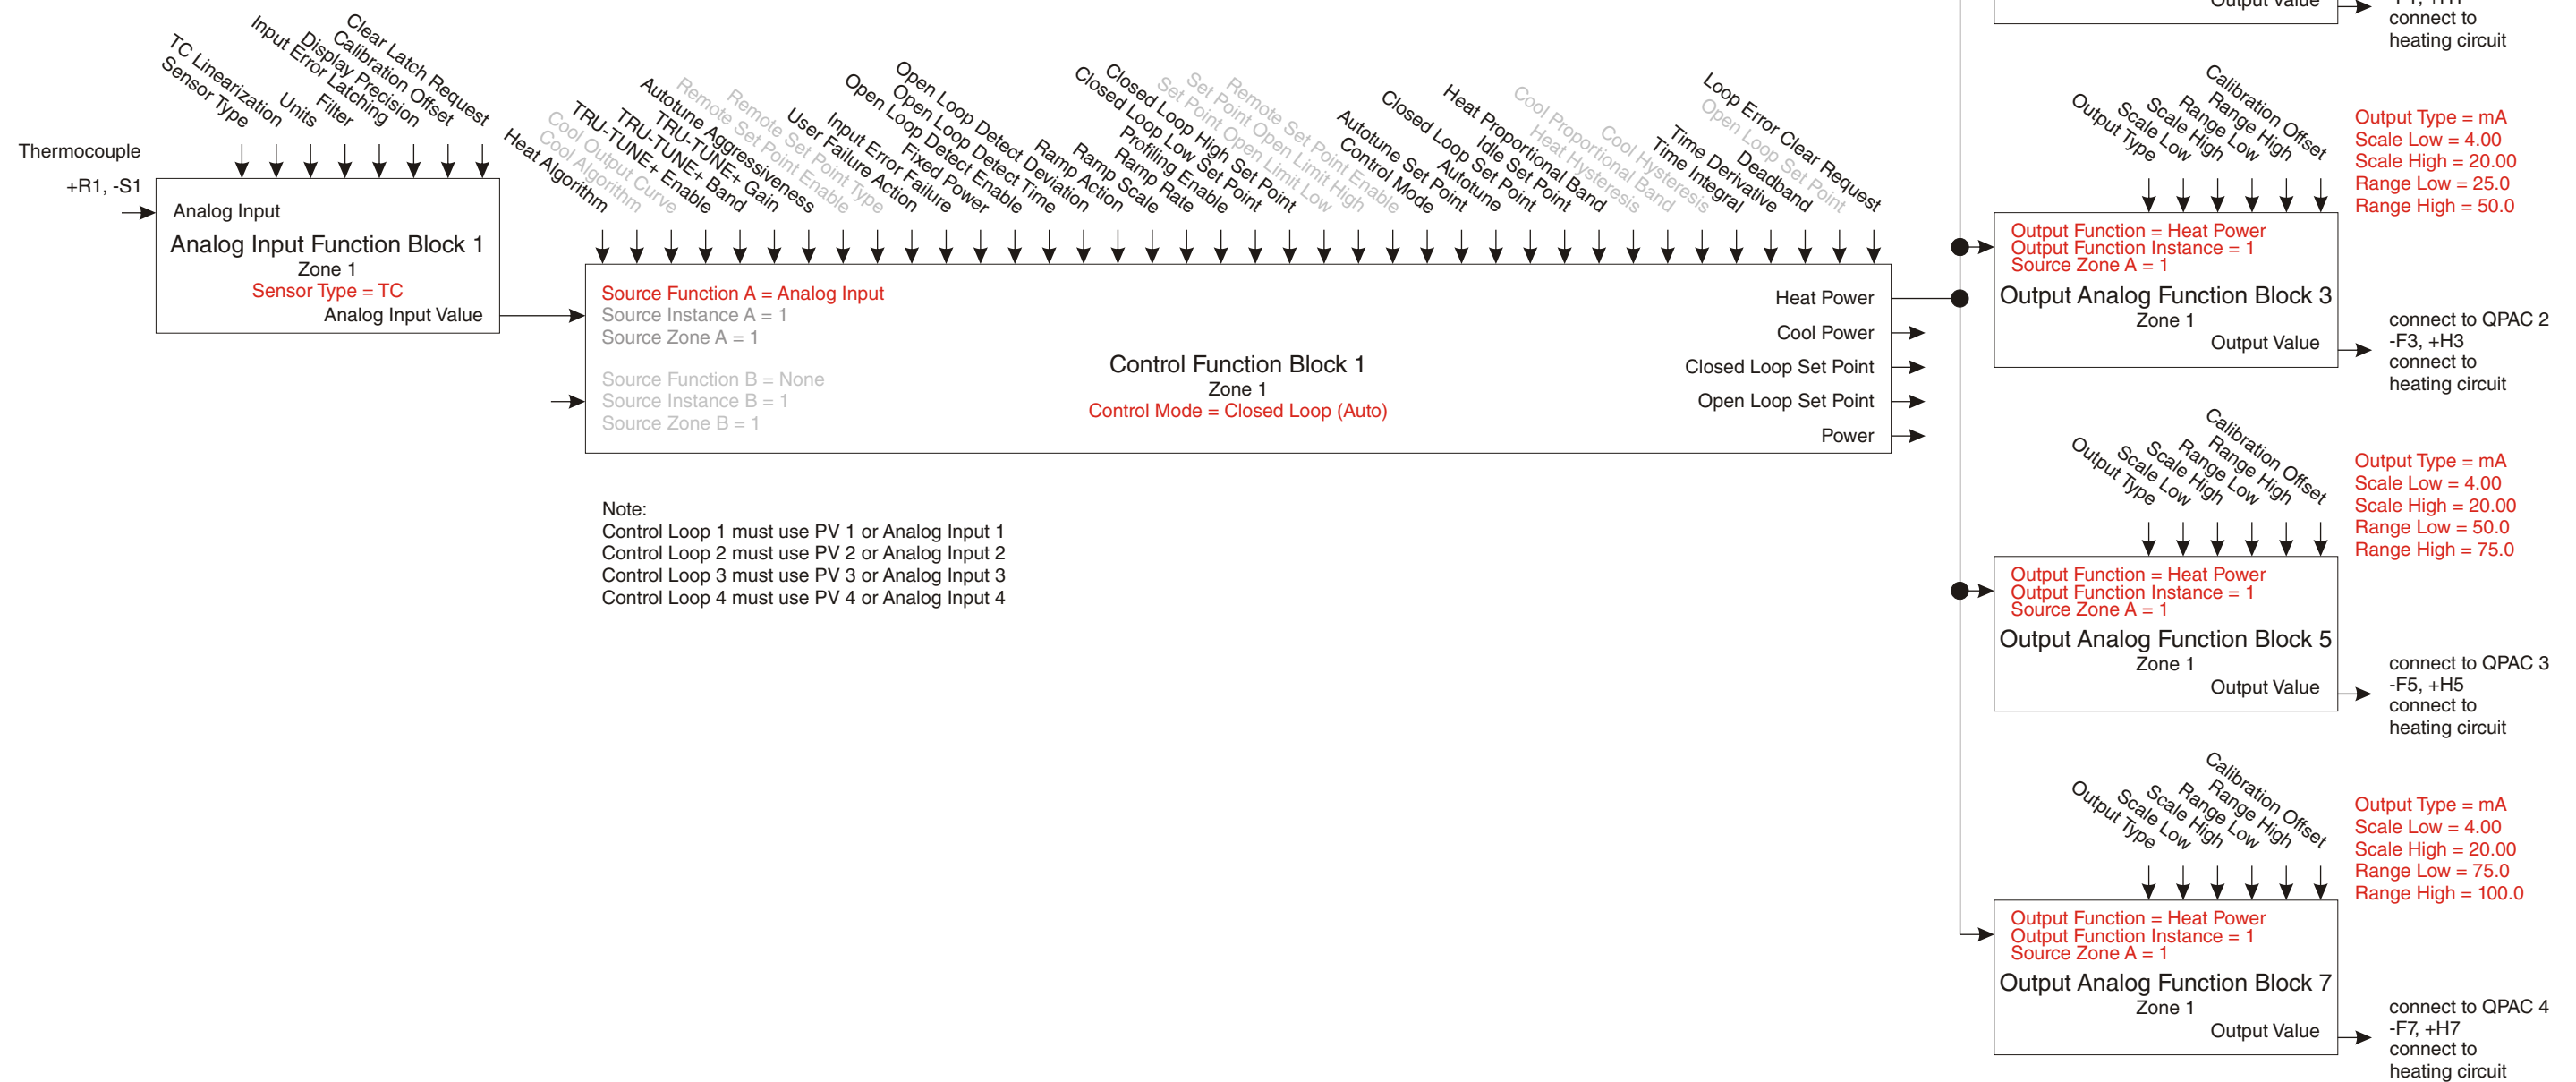 Thermocouple
+R1, -S1
Sensor Type
TC Linearization
Units
Filter
Input Error Latching
Display Precision
Calibration Offset
Clear Latch Request
Analog Input
Analog Input Function Block 1
Zone 1
Sensor Type = TC
Analog Input Value
Heat Algorithm
Cool Algorithm
Cool Output Curve
TRU-TUNE+ Enable
TRU-TUNE+ Band
TRU-TUNE+ Gain
Autotune Aggressiveness
Remote Set Point Enable
Remote Set Point Type
User Failure Action
Input Error Failure
Fixed Power
Open Loop Detect Enable
Open Loop Detect Time
Open Loop Detect Deviation
Ramp Action
Ramp Scale
Ramp Rate
Profiling Enable
Closed Loop Low Set Point
Closed Loop High Set Point
Set Point Open Limit Low
Set Point Open Limit High
Remote Set Point Enable
Control Mode
Autotune Set Point
Autotune
Closed Loop Set Point
Idle Set Point
Heat Proportional Band
Heat Hysteresis
Cool Proportional Band
Cool Hysteresis
Time Integral
Time Derivative
Deadband
Open Loop Set Point
Loop Error Clear Request
Source Function A = Analog Input
Source Instance A = 1
Source Zone A = 1
Source Function B = None
Source Instance B = 1
Source Zone B = 1
Control Function Block 1
Zone 1
Control Mode = Closed Loop (Auto)
Heat Power
Cool Power
Closed Loop Set Point
Open Loop Set Point
Power
Note:
Control Loop 1 must use PV 1 or Analog Input 1
Control Loop 2 must use PV 2 or Analog Input 2
Control Loop 3 must use PV 3 or Analog Input 3
Control Loop 4 must use PV 4 or Analog Input 4
Output Value
connect to
heating circuit
Output Type
Scale Low
Scale High
Range Low
Range High
Calibration Offset
Output Type = mA
Scale Low = 4.00
Scale High = 20.00
Range Low = 25.0
Range High = 50.0
Output Function = Heat Power
Output Function Instance = 1
Source Zone A = 1
Output Analog Function Block 3
Zone 1
Output Value
connect to QPAC 2
-F3, +H3
connect to
heating circuit
Output Type
Scale Low
Scale High
Range Low
Range High
Calibration Offset
Output Type = mA
Scale Low = 4.00
Scale High = 20.00
Range Low = 50.0
Range High = 75.0
Output Function = Heat Power
Output Function Instance = 1
Source Zone A = 1
Output Analog Function Block 5
Zone 1
Output Value
connect to QPAC 3
-F5, +H5
connect to
heating circuit
Output Type
Scale Low
Scale High
Range Low
Range High
Calibration Offset
Output Type = mA
Scale Low = 4.00
Scale High = 20.00
Range Low = 75.0
Range High = 100.0
Output Function = Heat Power
Output Function Instance = 1
Source Zone A = 1
Output Analog Function Block 7
Zone 1
Output Value
connect to QPAC 4
-F7, +H7
connect to
heating circuit